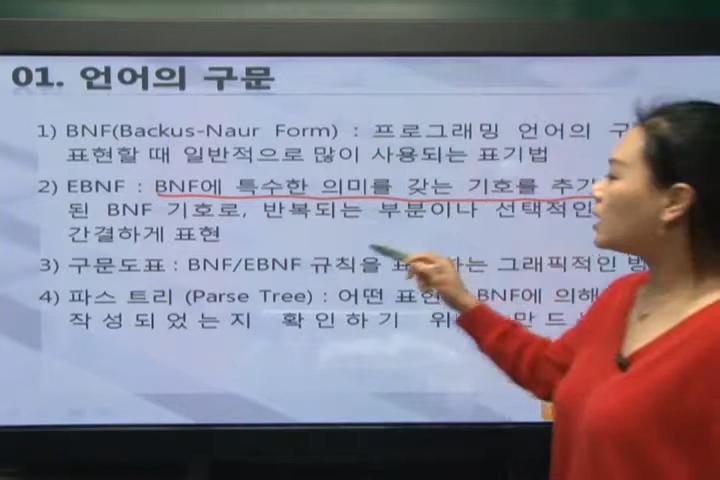 01. 언어의 구문
1) BNF(Backus-Naur Form) : 프로그래밍 언어의
표현할 때 일반적으로 많이 사용되는 표기법
2) EBNF : BNF에 특수한 의미를 갖는 기호를
된 BNF 기호로, 반복되는 부분이나 선택적인
간결하게 표현
3) 구문도표 : BNF/EBNF 규칙을 그래픽적인
4) 파스 트리 (Parse Tree) : 어떤 BNF에 의해
작성되었는지 확인하기